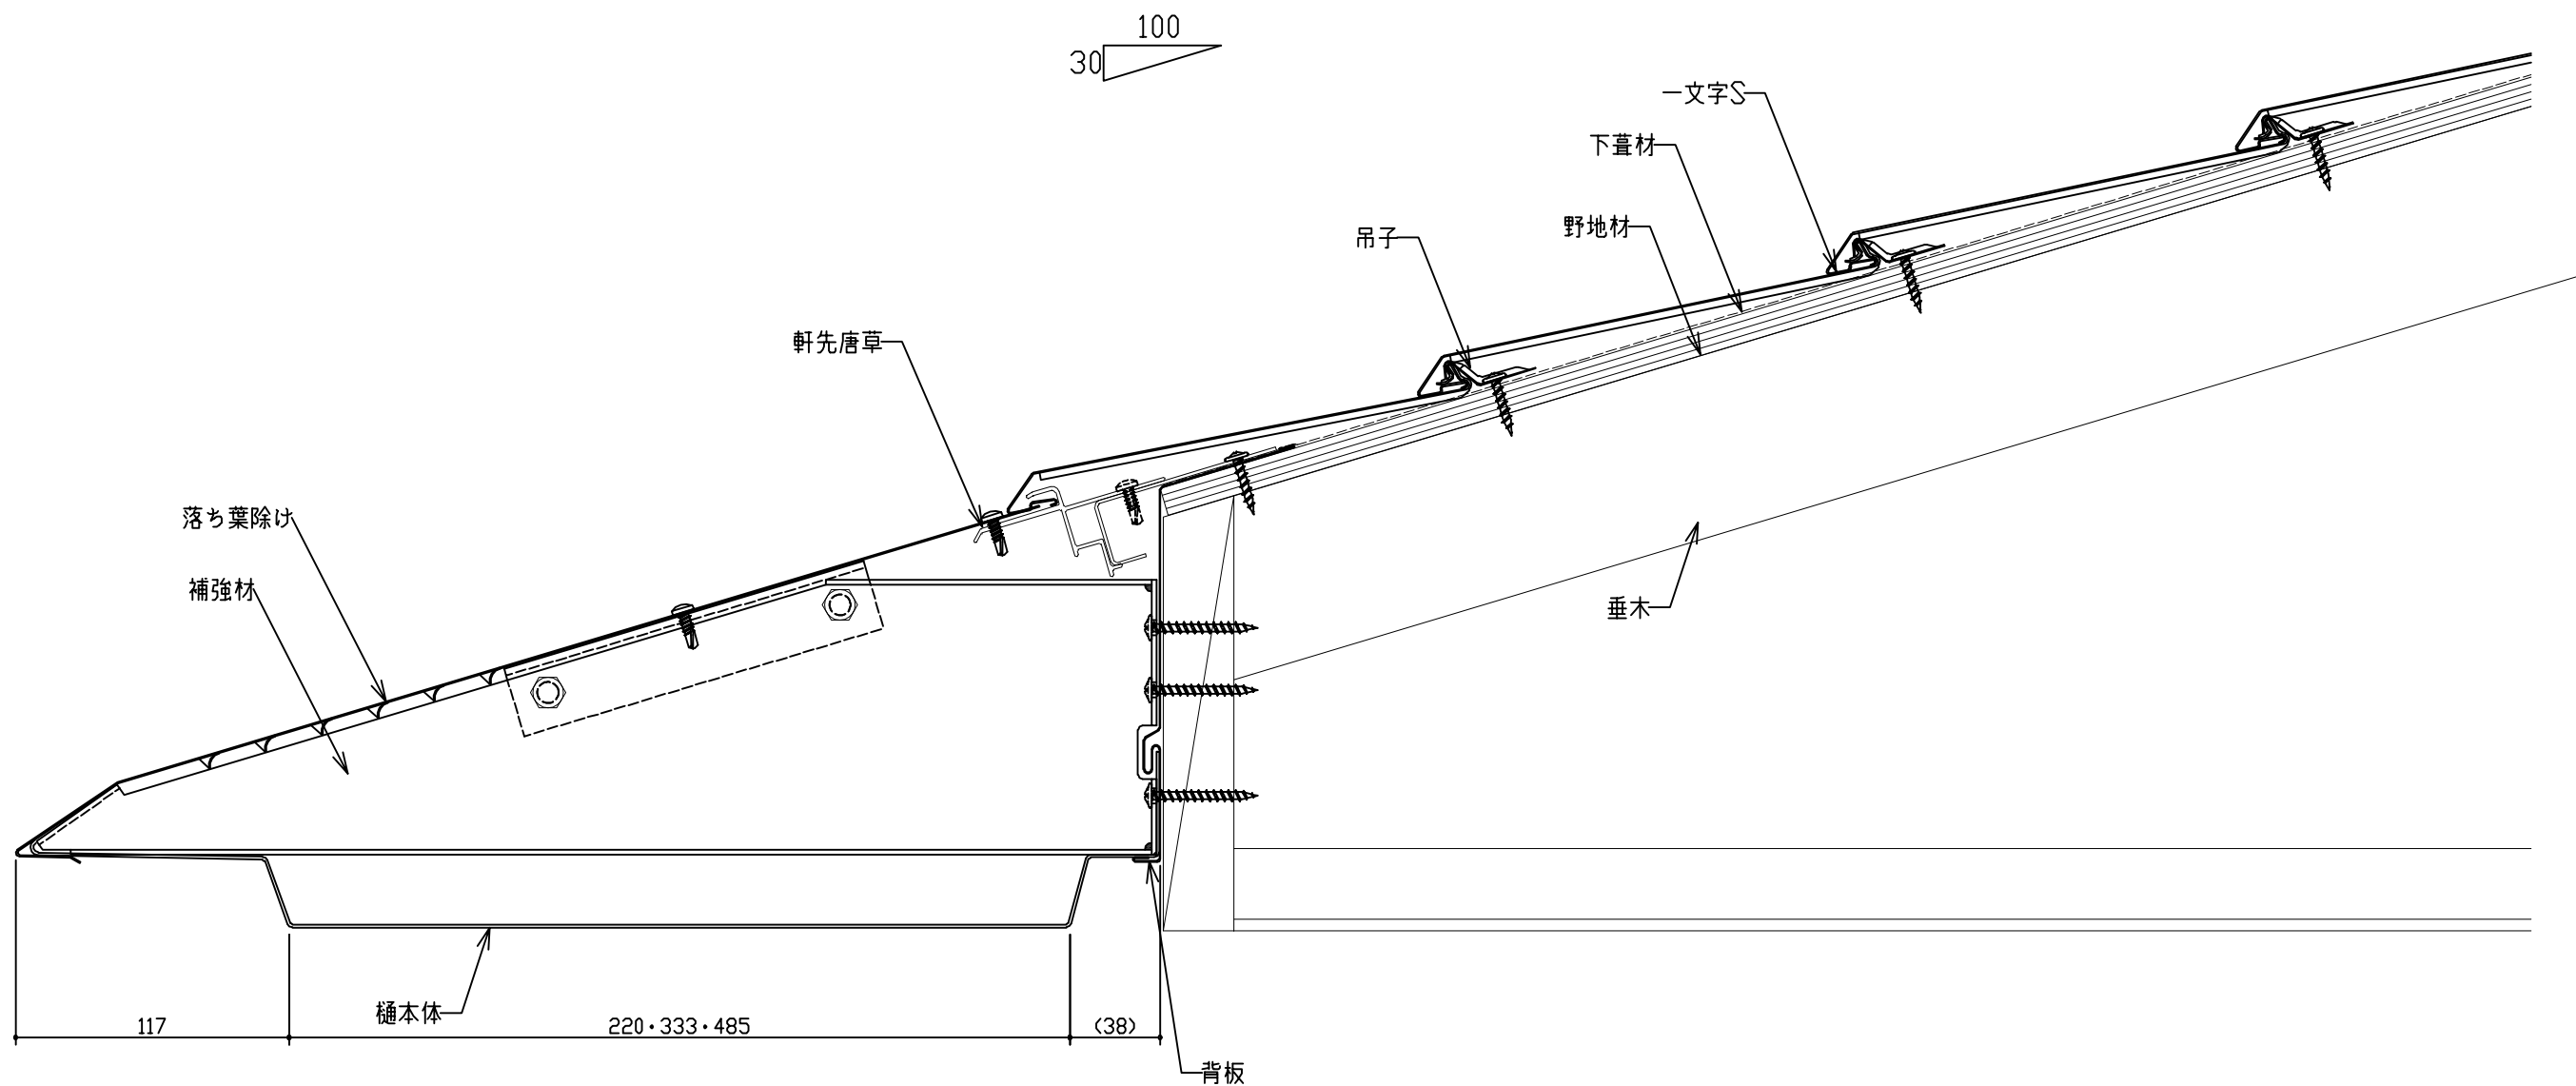 100
30
一文字S
下葺材
野地材
吊子
軒先唐草
落ち葉除け
補強材
垂木
樋本体
117
220・333・485
(38)
背板